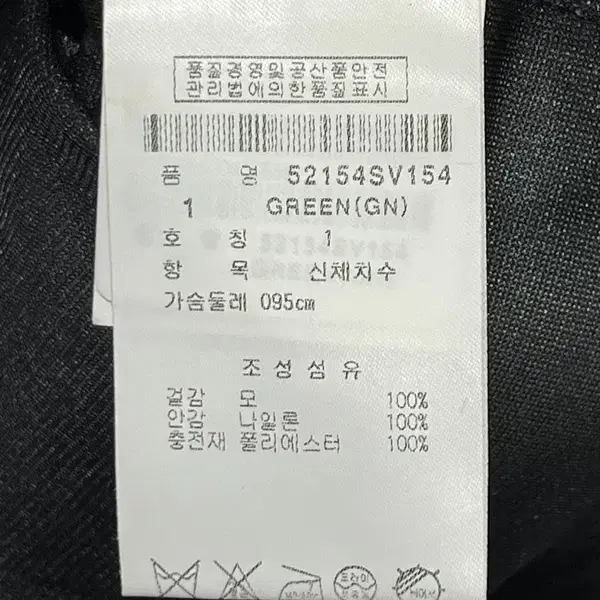 품질경영및공산품안전
관리법에의한품질표시
품 명 52154SV154
1 GREEN(GN)
호 칭 1
항 목 신체치수
가슴둘레 095cm
조성섬유
겉감 모 100%
안감 나일론 100%
충전재 폴리에스터 100%
드라이